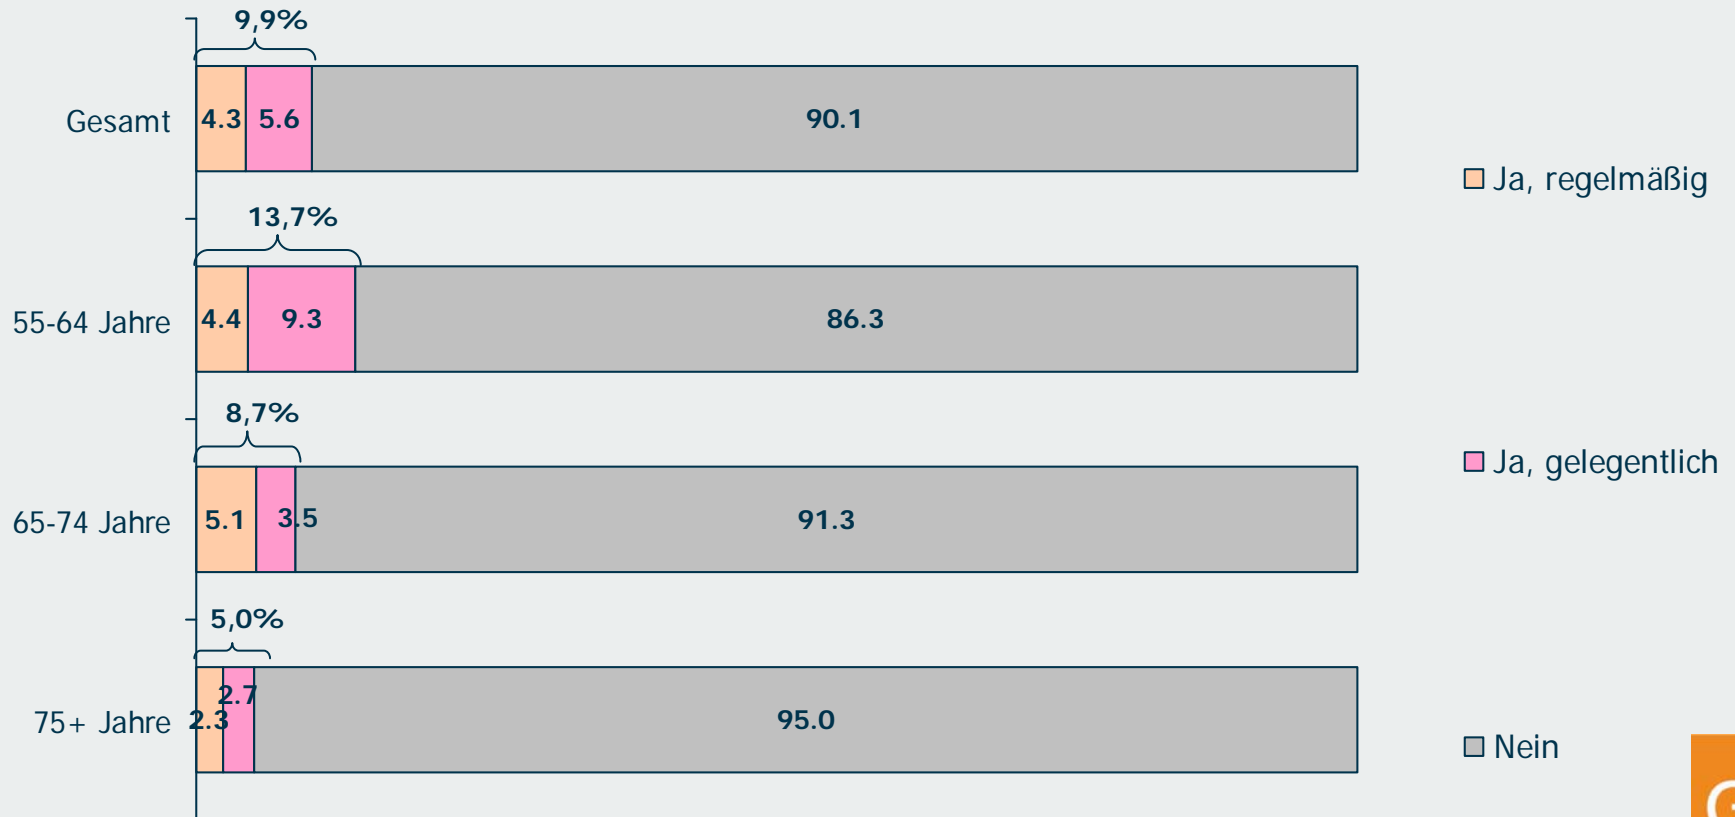 9,9%
Gesamt 4.3 5.6 90.1
Ja, regelmäßig
13,7%
55-64 Jahre 4.4 9.3 86.3
8,7%
Ja, gelegentlich
65-74 Jahre 5.1 3.5 91.3
5,0%
2.7
75+ Jahre 2.3 95.0
Nein